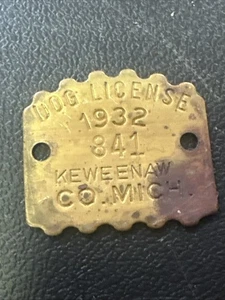 DOG LICENSE
1932
841
KEWEENAW
CO. MICH.